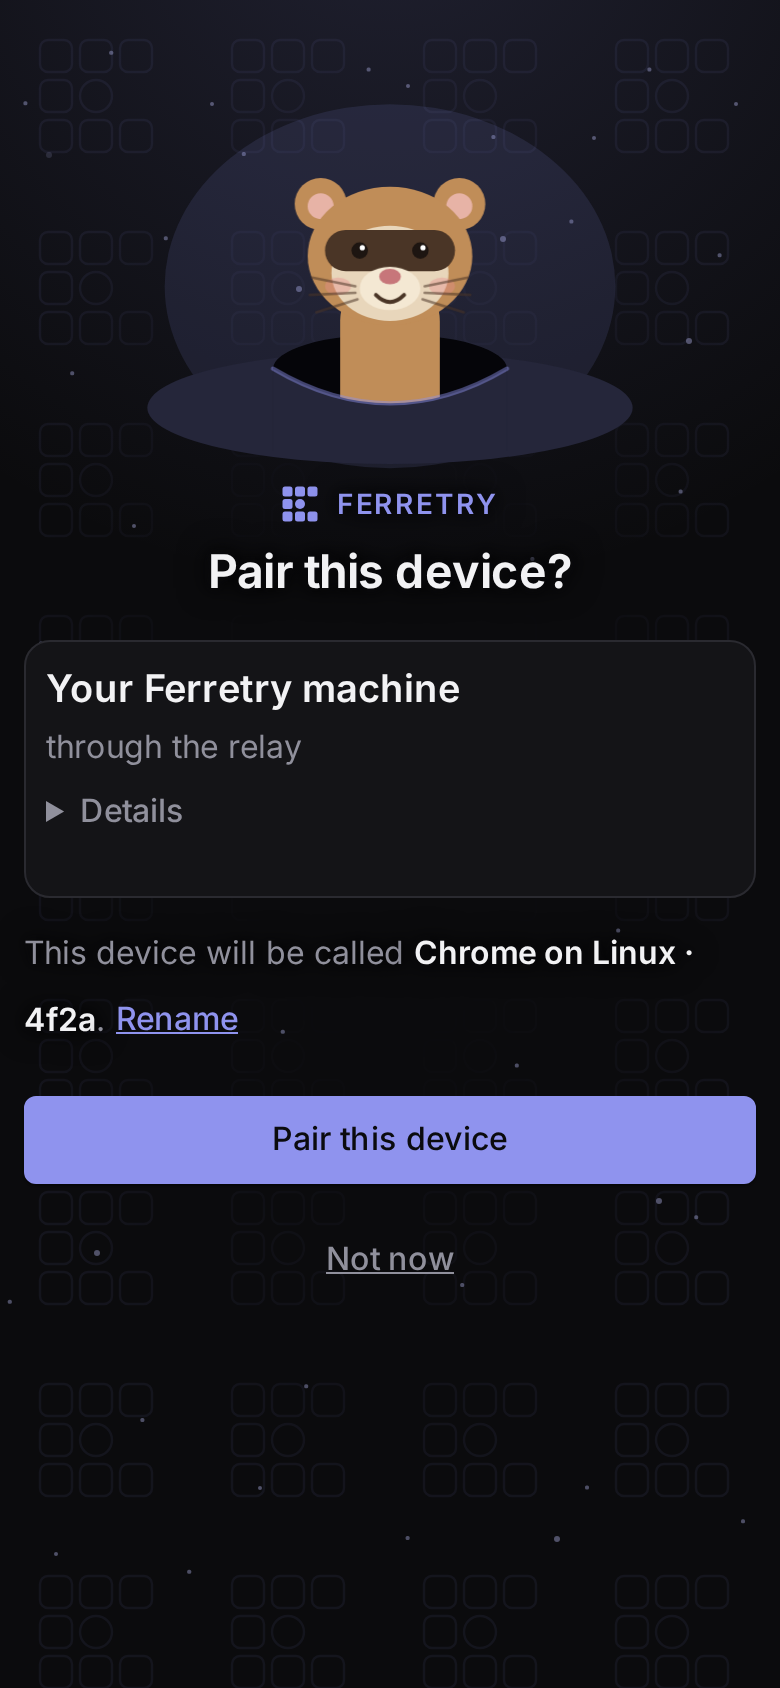 FERRETRY
Pair this device?
Your Ferretry machine
through the relay
▶ Details
This device will be called Chrome on Linux ·
4f2a. Rename
Pair this device
Not now